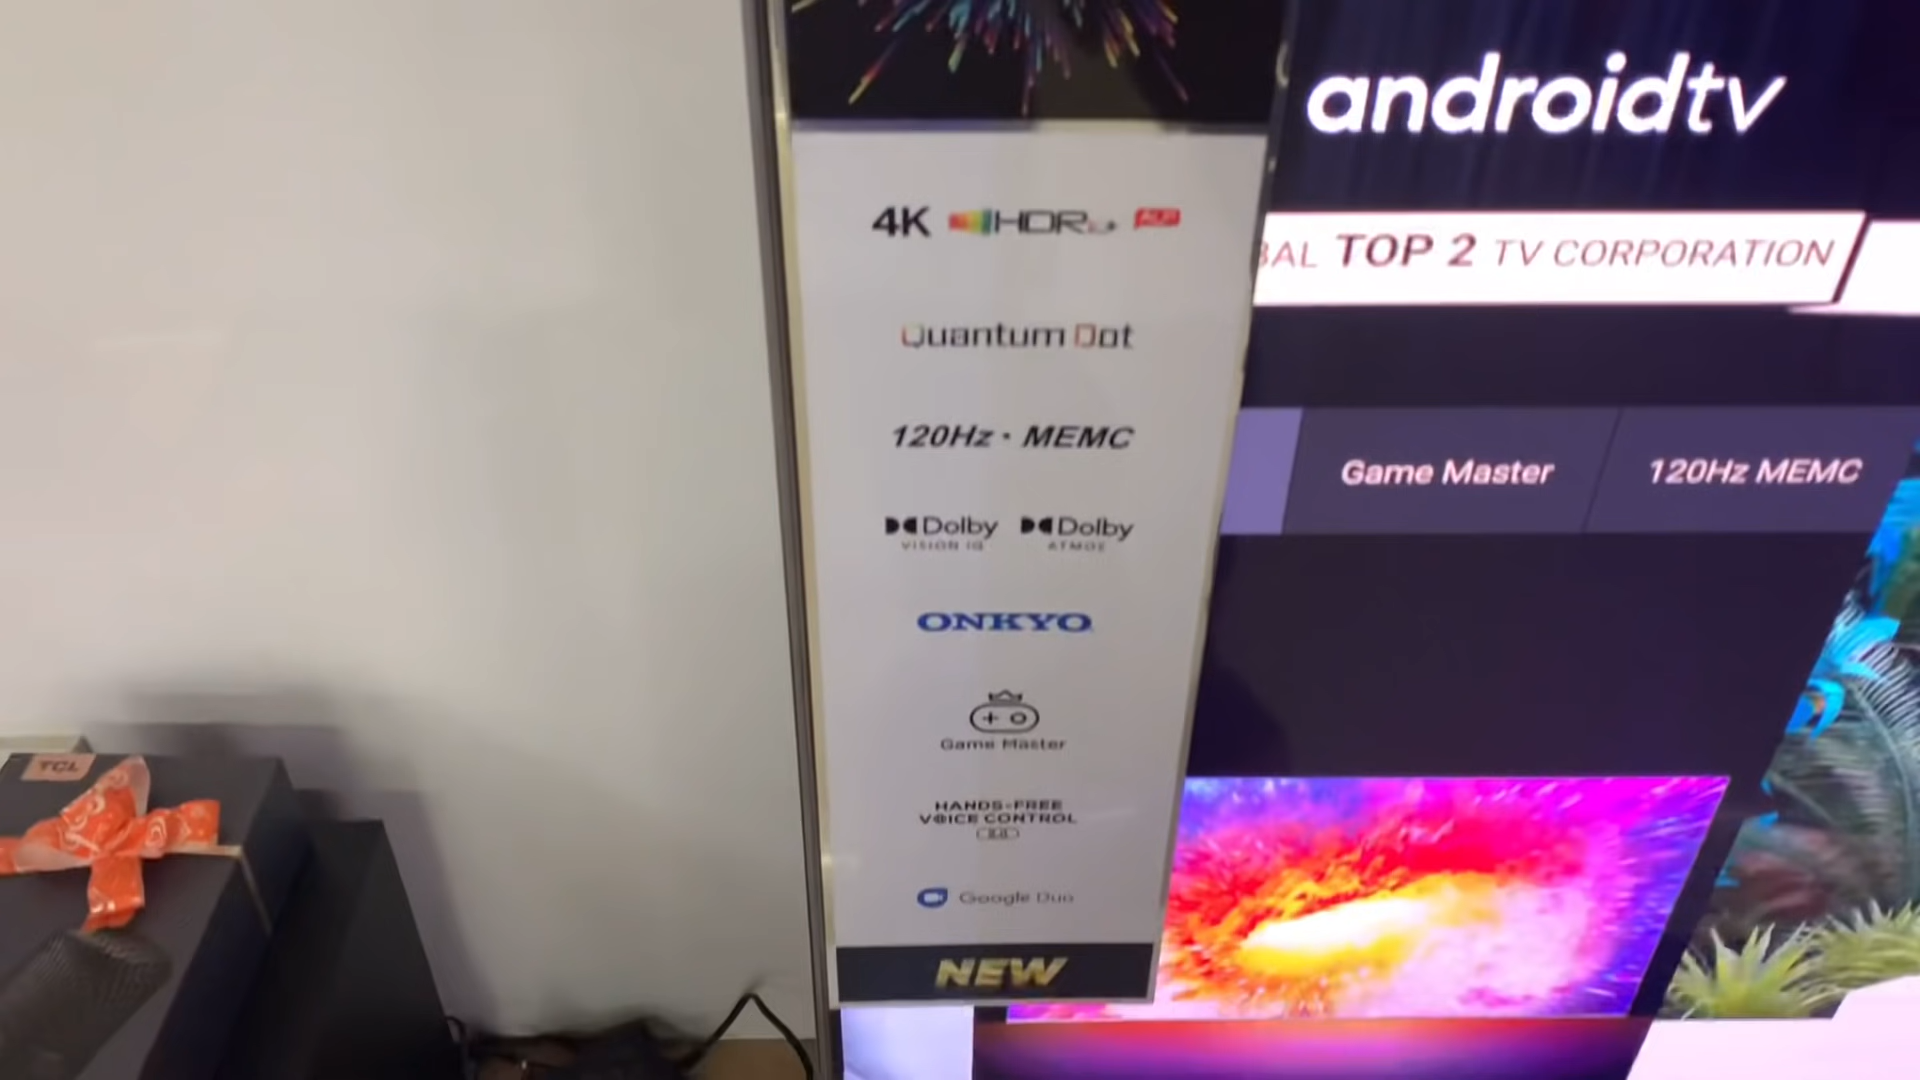 androidtv
TOP 2 TV CORPORATION
4K HDR
Quantum Dot
120Hz · MEMC
Game Master
120Hz MEMC
Dolby Dolby
VISION IQ ATMOS
ONKYO
Game Master
TCL
HANDS-FREE
VOICE CONTROL
Google Duo
NEW